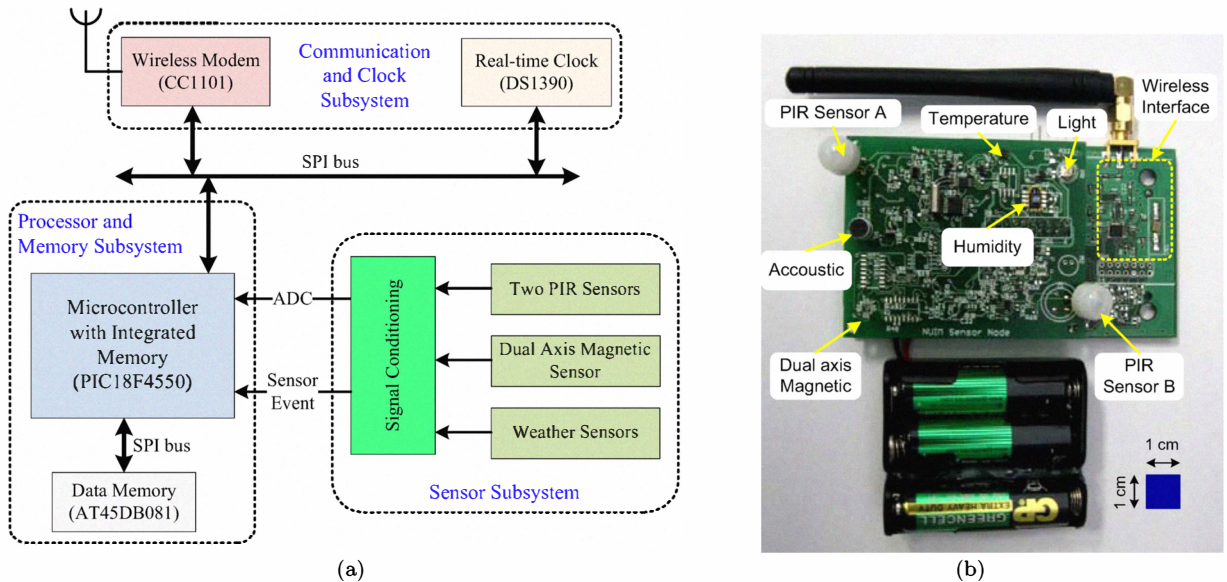 Wireless Modem
(CC1101)
Communication
and Clock
Subsystem
Real-time Clock
(DS1390)
SPI bus
Processor and
Memory Subsystem
Microcontroller
with Integrated
Memory
(PIC18F4550)
ADC
Sensor
Event
SPI bus
Data Memory
(AT45DB081)
Signal Conditioning
Two PIR Sensors
Dual Axis Magnetic
Sensor
Weather Sensors
Sensor Subsystem
(a)
PIR Sensor A
Temperature
Light
Wireless
Interface
Accoustic
Humidity
NUIM Sensor Node
Dual axis
Magnetic
PIR
Sensor B
1 cm
1 cm
GP
EXTRA HEAVY DUTY
GREENCELL
(b)